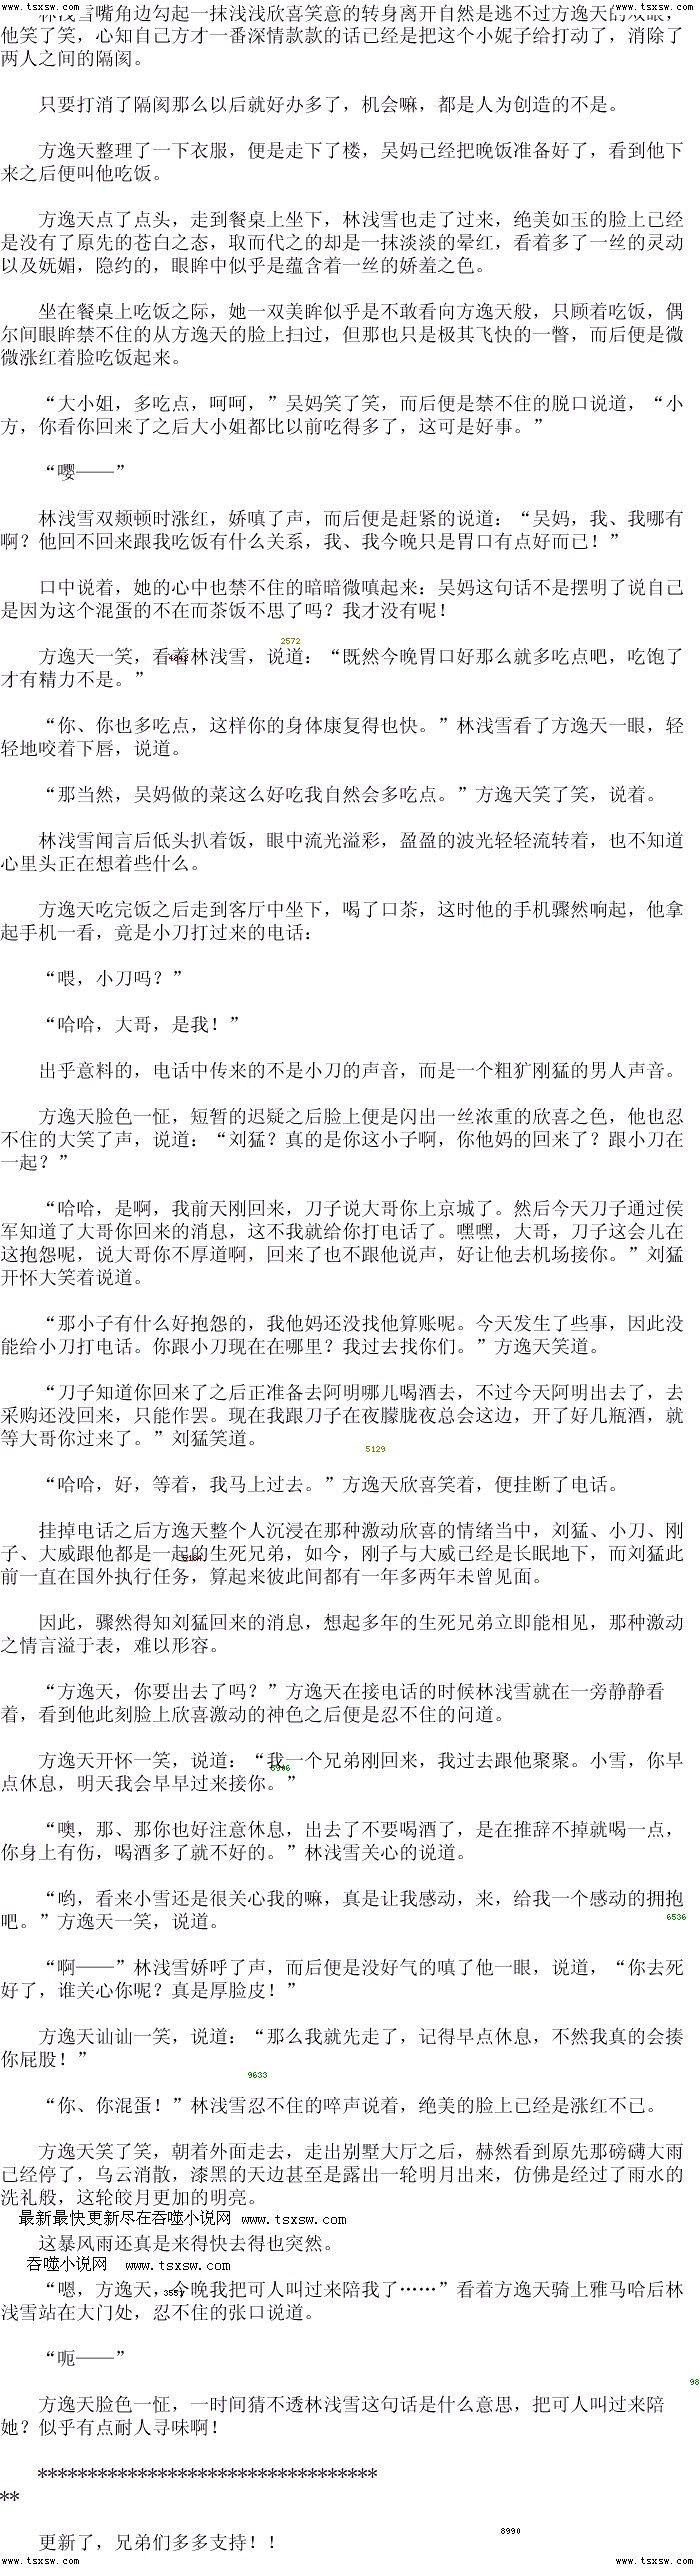 www.tsxsw.com www.tsxsw.com
林浅雪嘴角边勾起一抹浅浅欣喜笑意的转身离开自然是逃不过方逸天的双眼，
他笑了笑，心知自己方才一番深情款款的话已经是把这个小妮子给打动了，消除了
两人之间的隔阂。
只要打消了隔阂那么以后就好办多了，机会嘛，都是人为创造的不是。
方逸天整理了一下衣服，便是走下了楼，吴妈已经把晚饭准备好了，看到他下
来之后便叫他吃饭。
方逸天点了点头，走到餐桌上坐下，林浅雪也走了过来，绝美如玉的脸上已经
是没有了原先的苍白之态，取而代之的却是一抹淡淡的晕红，看着多了一丝的灵动
以及妩媚，隐约的，眼眸中似乎是蕴含着一丝的娇羞之色。
坐在餐桌上吃饭之际，她一双美眸似乎是不敢看向方逸天般，只顾着吃饭，偶
尔间眼眸禁不住的从方逸天的脸上扫过，但那也只是极其飞快的一瞥，而后便是微
微涨红着脸吃饭起来。
“大小姐，多吃点，呵呵，”吴妈笑了笑，而后便是禁不住的脱口说道，“小
方，你看你回来了之后大小姐都比以前吃得多了，这可是好事。”
“嘤——”
林浅雪双颊顿时涨红，娇嗔了声，而后便是赶紧的说道：“吴妈，我、我哪有
啊？他回不回来跟我吃饭有什么关系，我、我今晚只是胃口有点好而已！”
口中说着，她的心中也禁不住的暗暗微嗔起来：吴妈这句话不是摆明了说自己
是因为这个混蛋的不在而茶饭不思了吗？我才没有呢！
2572
方逸天一笑，看着林浅雪，说道：“既然今晚胃口好那么就多吃点吧，吃饱了
才有精力不是。”
“你、你也多吃点，这样你的身体康复得也快。”林浅雪看了方逸天一眼，轻
轻地咬着下唇，说道。
“那当然，吴妈做的菜这么好吃我自然会多吃点。”方逸天笑了笑，说着。
林浅雪闻言后低头扒着饭，眼中流光溢彩，盈盈的波光轻轻流转着，也不知道
心里头正在想着些什么。
方逸天吃完饭之后走到客厅中坐下，喝了口茶，这时他的手机骤然响起，他拿
起手机一看，竟是小刀打过来的电话：
“喂，小刀吗？”
“哈哈，大哥，是我！”
出乎意料的，电话中传来的不是小刀的声音，而是一个粗犷刚猛的男人声音。
方逸天脸色一怔，短暂的迟疑之后脸上便是闪出一丝浓重的欣喜之色，他也忍
不住的大笑了声，说道：“刘猛？真的是你这小子啊，你他妈的回来了？跟小刀在
一起？”
“哈哈，是啊，我前天刚回来，刀子说大哥你上京城了。然后今天刀子通过侯
军知道了大哥你回来的消息，这不我就给你打电话了。嘿嘿，大哥，刀子这会儿在
这抱怨呢，说大哥你不厚道啊，回来了也不跟他说声，好让他去机场接你。”刘猛
开怀大笑着说道。
“那小子有什么好抱怨的，我他妈还没找他算账呢。今天发生了些事，因此没
能给小刀打电话。你跟小刀现在在哪里？我过去找你们。”方逸天笑道。
“刀子知道你回来了之后正准备去阿明哪儿喝酒去，不过今天阿明出去了，去
采购还没回来，只能作罢。现在我跟刀子在夜朦胧夜总会这边，开了好几瓶酒，就
等大哥你过来了。”刘猛笑道。
5129
“哈哈，好，等着，我马上过去。”方逸天欣喜笑着，便挂断了电话。
挂掉电话之后方逸天整个人沉浸在那种激动欣喜的情绪当中，刘猛、小刀、刚
子、大威跟他都是一起的生死兄弟，如今，刚子与大威已经是长眠地下，而刘猛此
前一直在国外执行任务，算起来彼此间都有一年多两年未曾见面。
因此，骤然得知刘猛回来的消息，想起多年的生死兄弟立即能相见，那种激动
之情言溢于表，难以形容。
“方逸天，你要出去了吗？”方逸天在接电话的时候林浅雪就在一旁静静看
着，看到他此刻脸上欣喜激动的神色之后便是忍不住的问道。
方逸天开怀一笑，说道：“我一个兄弟刚回来，我过去跟他聚聚。小雪，你早
点休息，明天我会早早过来接你。”
“噢，那、那你也好注意休息，出去了不要喝酒了，是在推辞不掉就喝一点，
你身上有伤，喝酒多了就不好的。”林浅雪关心的说道。
“哟，看来小雪还是很关心我的嘛，真是让我感动，来，给我一个感动的拥抱
吧。”方逸天一笑，说道。
6536
“啊——”林浅雪娇呼了声，而后便是没好气的嗔了他一眼，说道，“你去死
好了，谁关心你呢？真是厚脸皮！”
方逸天讪讪一笑，说道：“那么我就先走了，记得早点休息，不然我真的会揍
你屁股！”
9633
“你、你混蛋！”林浅雪忍不住的啐声说着，绝美的脸上已经是涨红不已。
方逸天笑了笑，朝着外面走去，走出别墅大厅之后，赫然看到原先那磅礴大雨
已经停了，乌云消散，漆黑的天边甚至是露出一轮明月出来，仿佛是经过了雨水的
洗礼般，这轮皎月更加的明亮。
最新最快更新尽在吞噬小说网 www.tsxsw.com
这暴风雨还真是来得快去得也突然。
吞噬小说网 www.tsxsw.com
“嗯，方逸天，今晚我把可人叫过来陪我了……”看着方逸天骑上雅马哈后林
浅雪站在大门处，忍不住的张口说道。
“呃——”
98
方逸天脸色一怔，一时间猜不透林浅雪这句话是什么意思，把可人叫过来陪
她？似乎有点耐人寻味啊！
**********************************
**
8990
更新了，兄弟们多多支持！！
www.tsxsw.com www.tsxsw.com